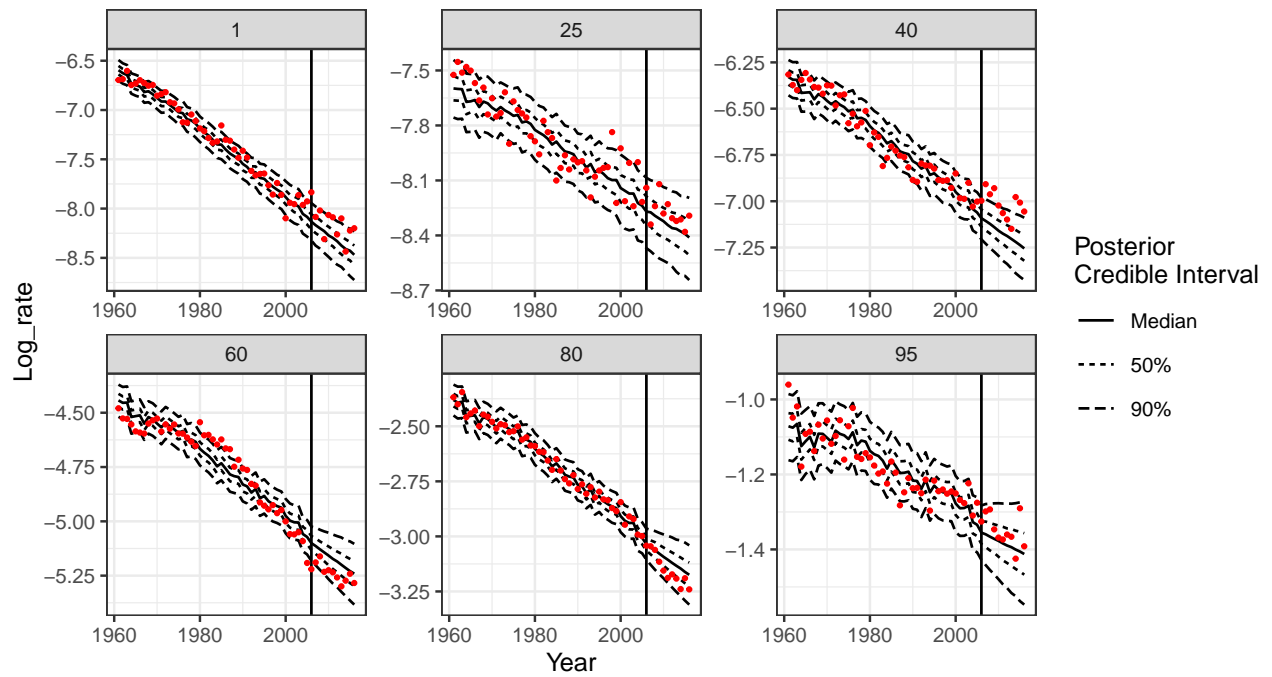 1 25 40
−6.5 −7.0 −7.5 −8.0 −8.5
−7.5 −7.8 −8.1 −8.4 −8.7
−6.25 −6.50 −6.75 −7.00 −7.25
1960 1980 2000 1960 1980 2000 1960 1980 2000
60 80 95
−4.50 −4.75 −5.00 −5.25
−2.50 −2.75 −3.00 −3.25
−1.0 −1.2 −1.4
1960 1980 2000 1960 1980 2000 1960 1980 2000
Log_rate
Year
Posterior
Credible Interval
Median
50%
90%